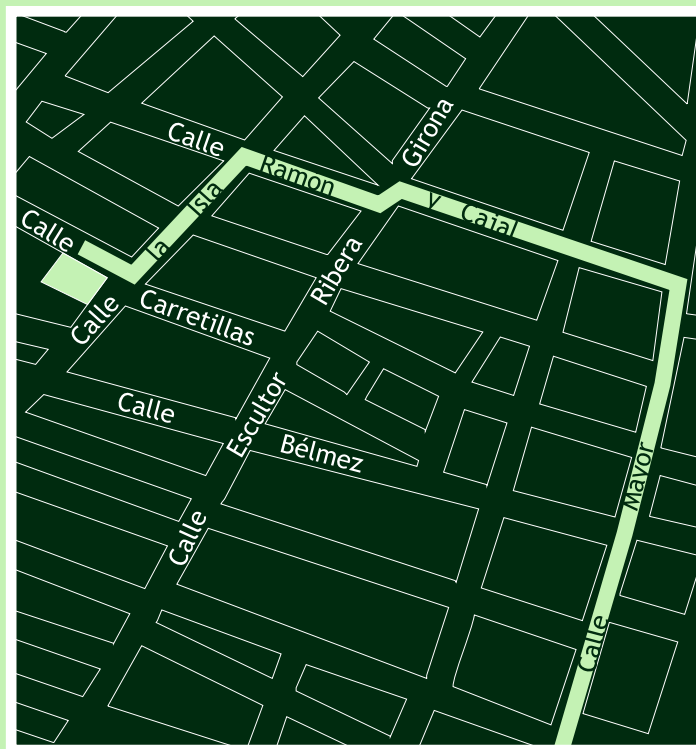 Calle Ramon y Cajal
Girona
Calle la Isla
Calle Carretillas
Calle Escultor Ribera
Calle Bélmez
Calle Mayor